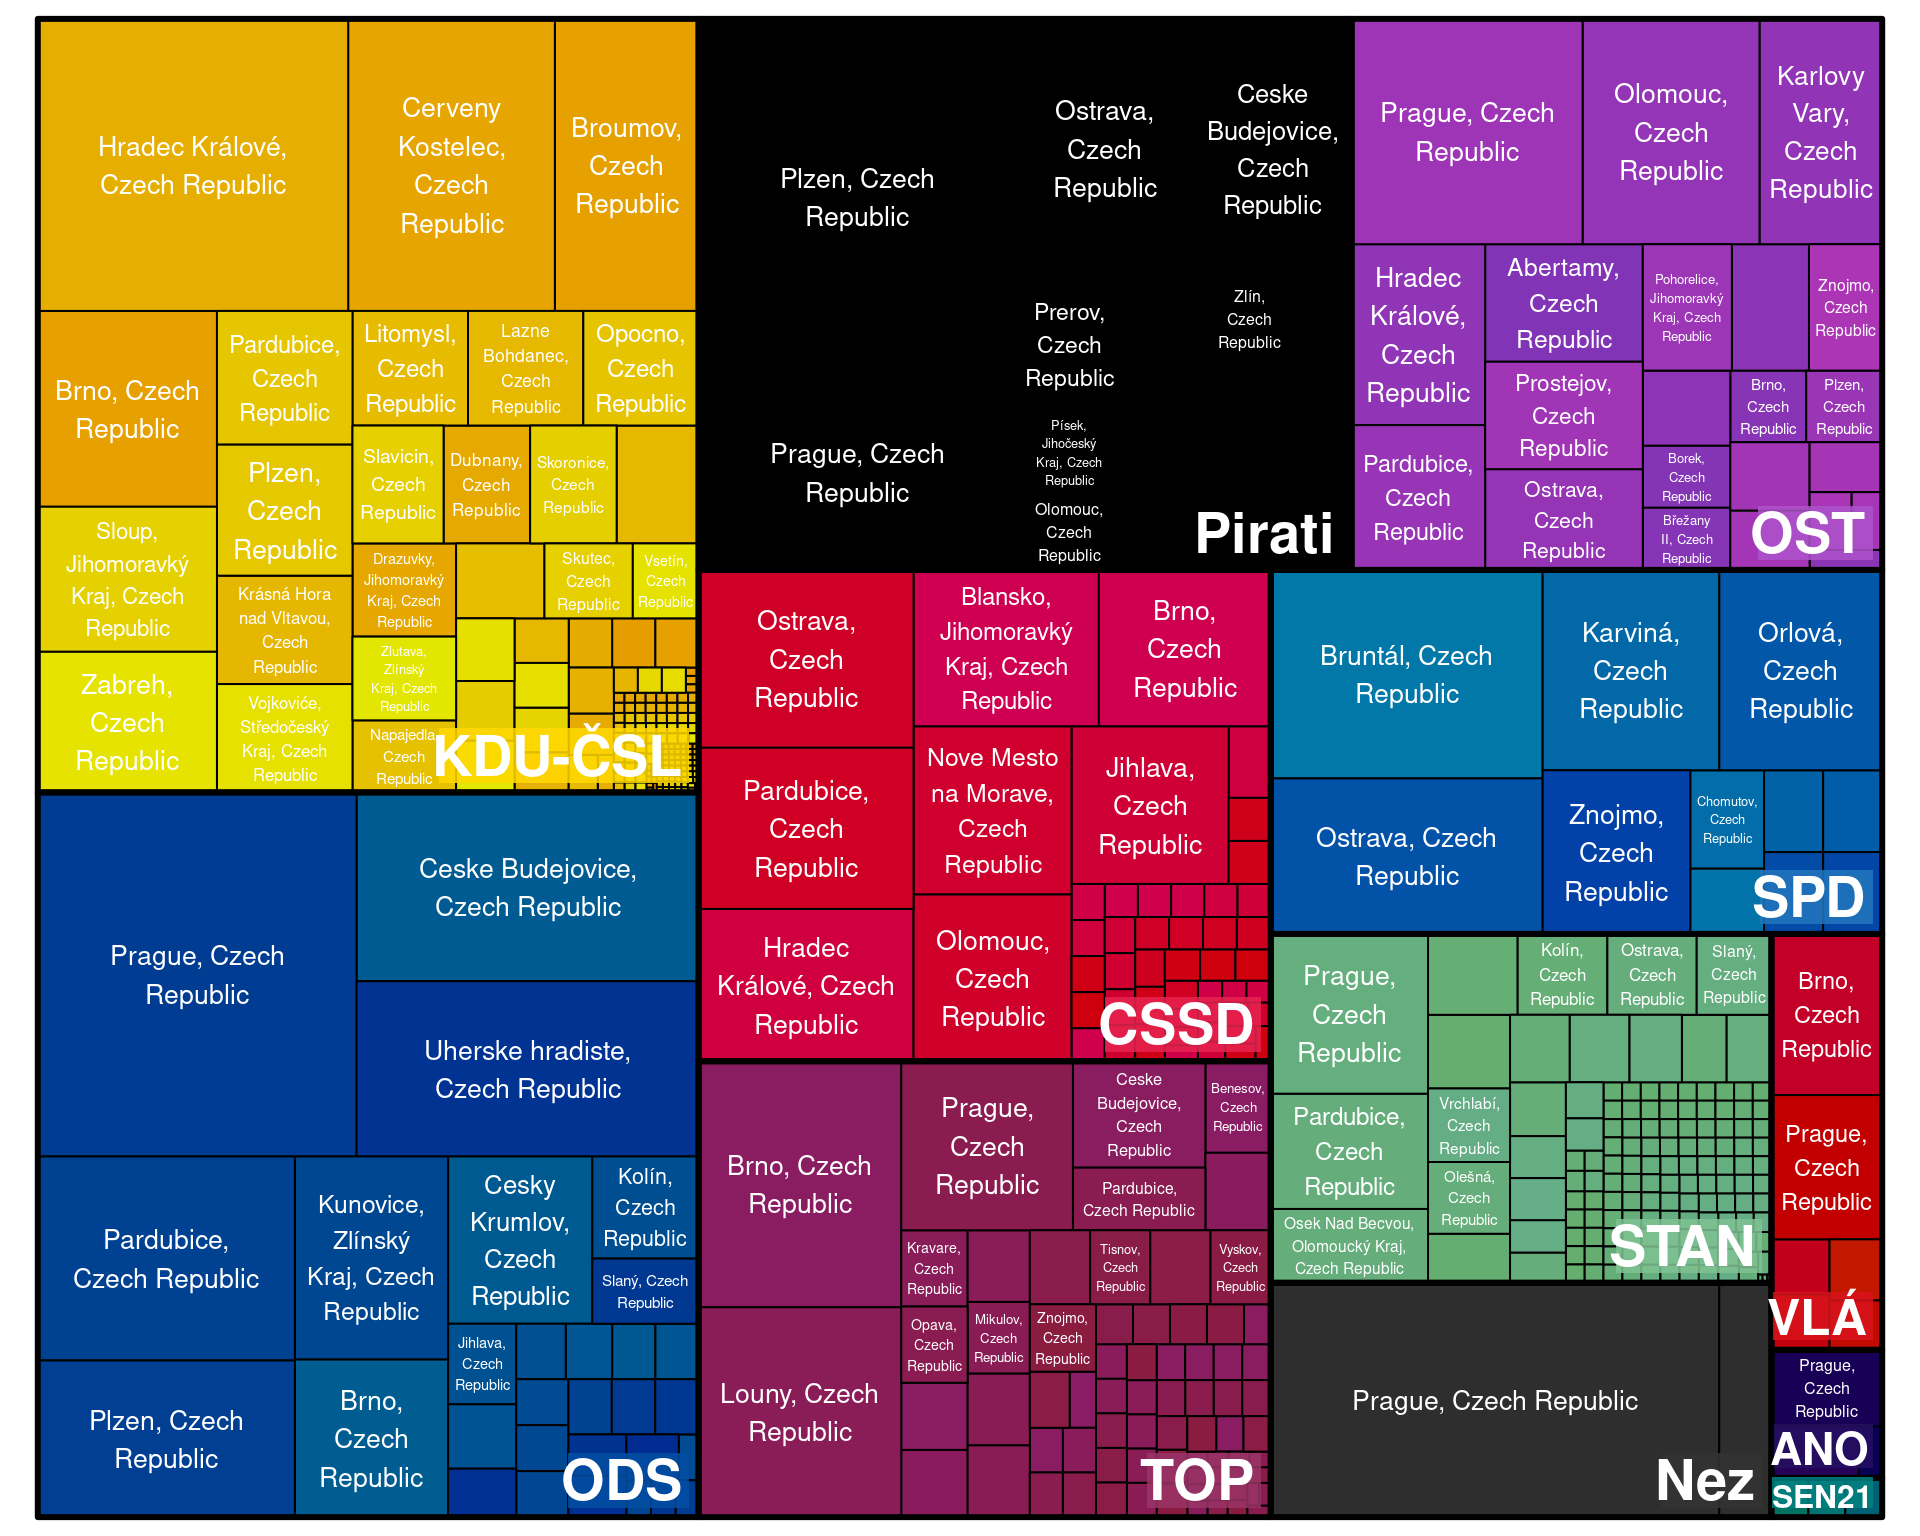 Hradec Králové,
Czech Republic
Cerveny
Kostelec,
Czech
Republic
Broumov,
Czech
Republic
Brno, Czech
Republic
Pardubice,
Czech
Republic
Litomysl,
Czech
Republic
Lazne
Bohdanec,
Czech
Republic
Opocno,
Czech
Republic
Plzen,
Czech
Republic
Slavicin,
Czech
Republic
Dubnany,
Czech
Republic
Skoronice,
Czech
Republic
Sloup,
Jihomoravký
Kraj, Czech
Republic
Krásná Hora
nad Vltavou,
Czech
Republic
Drazuvky,
Jihomoravký
Kraj, Czech
Republic
Skutec,
Czech
Republic
Vsetín,
Czech
Republic
Zabreh,
Czech
Republic
Vojkoviće,
Středočeský
Kraj, Czech
Republic
Zlutava,
Zlínský
Kraj, Czech
Republic
Napajedla,
Czech
Republic
KDU-ČSL
Plzen, Czech
Republic
Ostrava,
Czech
Republic
Ceske
Budejovice,
Czech
Republic
Prague, Czech
Republic
Prerov,
Czech
Republic
Zlín,
Czech
Republic
Písek,
Jihočeský
Kraj, Czech
Republic
Olomouc,
Czech
Republic
Pirati
Prague, Czech
Republic
Olomouc,
Czech
Republic
Karlovy
Vary,
Czech
Republic
Hradec
Králové,
Czech
Republic
Abertamy,
Czech
Republic
Pohorelice,
Jihomoravký
Kraj, Czech
Republic
Znojmo,
Czech
Republic
Prostejov,
Czech
Republic
Brno,
Czech
Republic
Plzen,
Czech
Republic
Pardubice,
Czech
Republic
Ostrava,
Czech
Republic
Borek,
Czech
Republic
Břežany
II, Czech
Republic
OST
Prague, Czech
Republic
Ceske Budejovice,
Czech Republic
Uherske hradiste,
Czech Republic
Pardubice,
Czech Republic
Kunovice,
Zlínský
Kraj, Czech
Republic
Cesky
Krumlov,
Czech
Republic
Kolín,
Czech
Republic
Slaný, Czech
Republic
Plzen, Czech
Republic
Brno,
Czech
Republic
Jihlava,
Czech
Republic
ODS
Ostrava,
Czech
Republic
Blansko,
Jihomoravký
Kraj, Czech
Republic
Brno,
Czech
Republic
Pardubice,
Czech
Republic
Nove Mesto
na Morave,
Czech
Republic
Jihlava,
Czech
Republic
Hradec
Králové, Czech
Republic
Olomouc,
Czech
Republic
CSSD
Brno, Czech
Republic
Prague,
Czech
Republic
Ceske
Budejovice,
Czech
Republic
Benesov,
Czech
Republic
Pardubice,
Czech Republic
Louny, Czech
Republic
Kravare,
Czech
Republic
Tisnov,
Czech
Republic
Vyskov,
Czech
Republic
Opava,
Czech
Republic
Mikulov,
Czech
Republic
Znojmo,
Czech
Republic
TOP
Bruntál, Czech
Republic
Karviná,
Czech
Republic
Orlová,
Czech
Republic
Ostrava, Czech
Republic
Znojmo,
Czech
Republic
Chomutov,
Czech
Republic
SPD
Prague,
Czech
Republic
Kolín,
Czech
Republic
Ostrava,
Czech
Republic
Slaný,
Czech
Republic
Pardubice,
Czech
Republic
Vrchlabí,
Czech
Republic
Olešná,
Czech
Republic
Osek Nad Becvou,
Olomoucký Kraj,
Czech Republic
STAN
Brno,
Czech
Republic
Prague,
Czech
Republic
VLÁ
Prague, Czech Republic
Nez
Prague,
Czech
Republic
ANO
SEN21